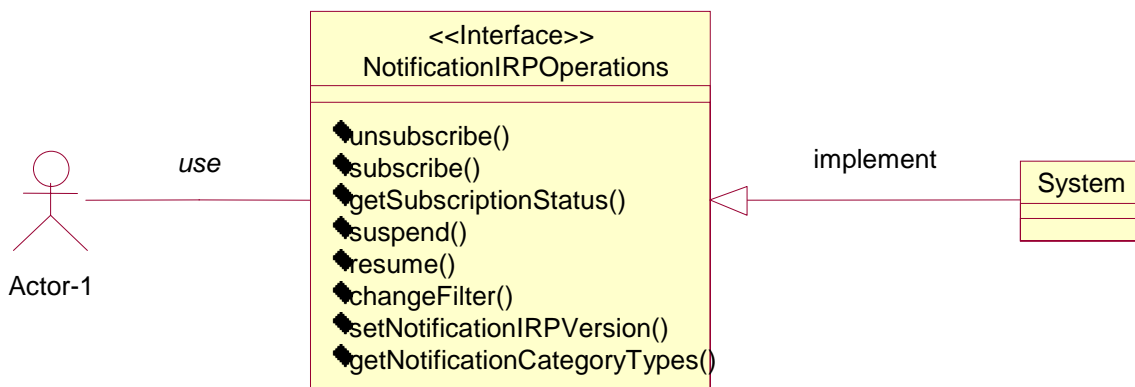 <<Interface>>
NotificationIRPOperations
unsubscribe()
subscribe()
getSubscriptionStatus()
suspend()
resume()
changeFilter()
setNotificationIRPVersion()
getNotificationCategoryTypes()
use
Actor-1
implement
System